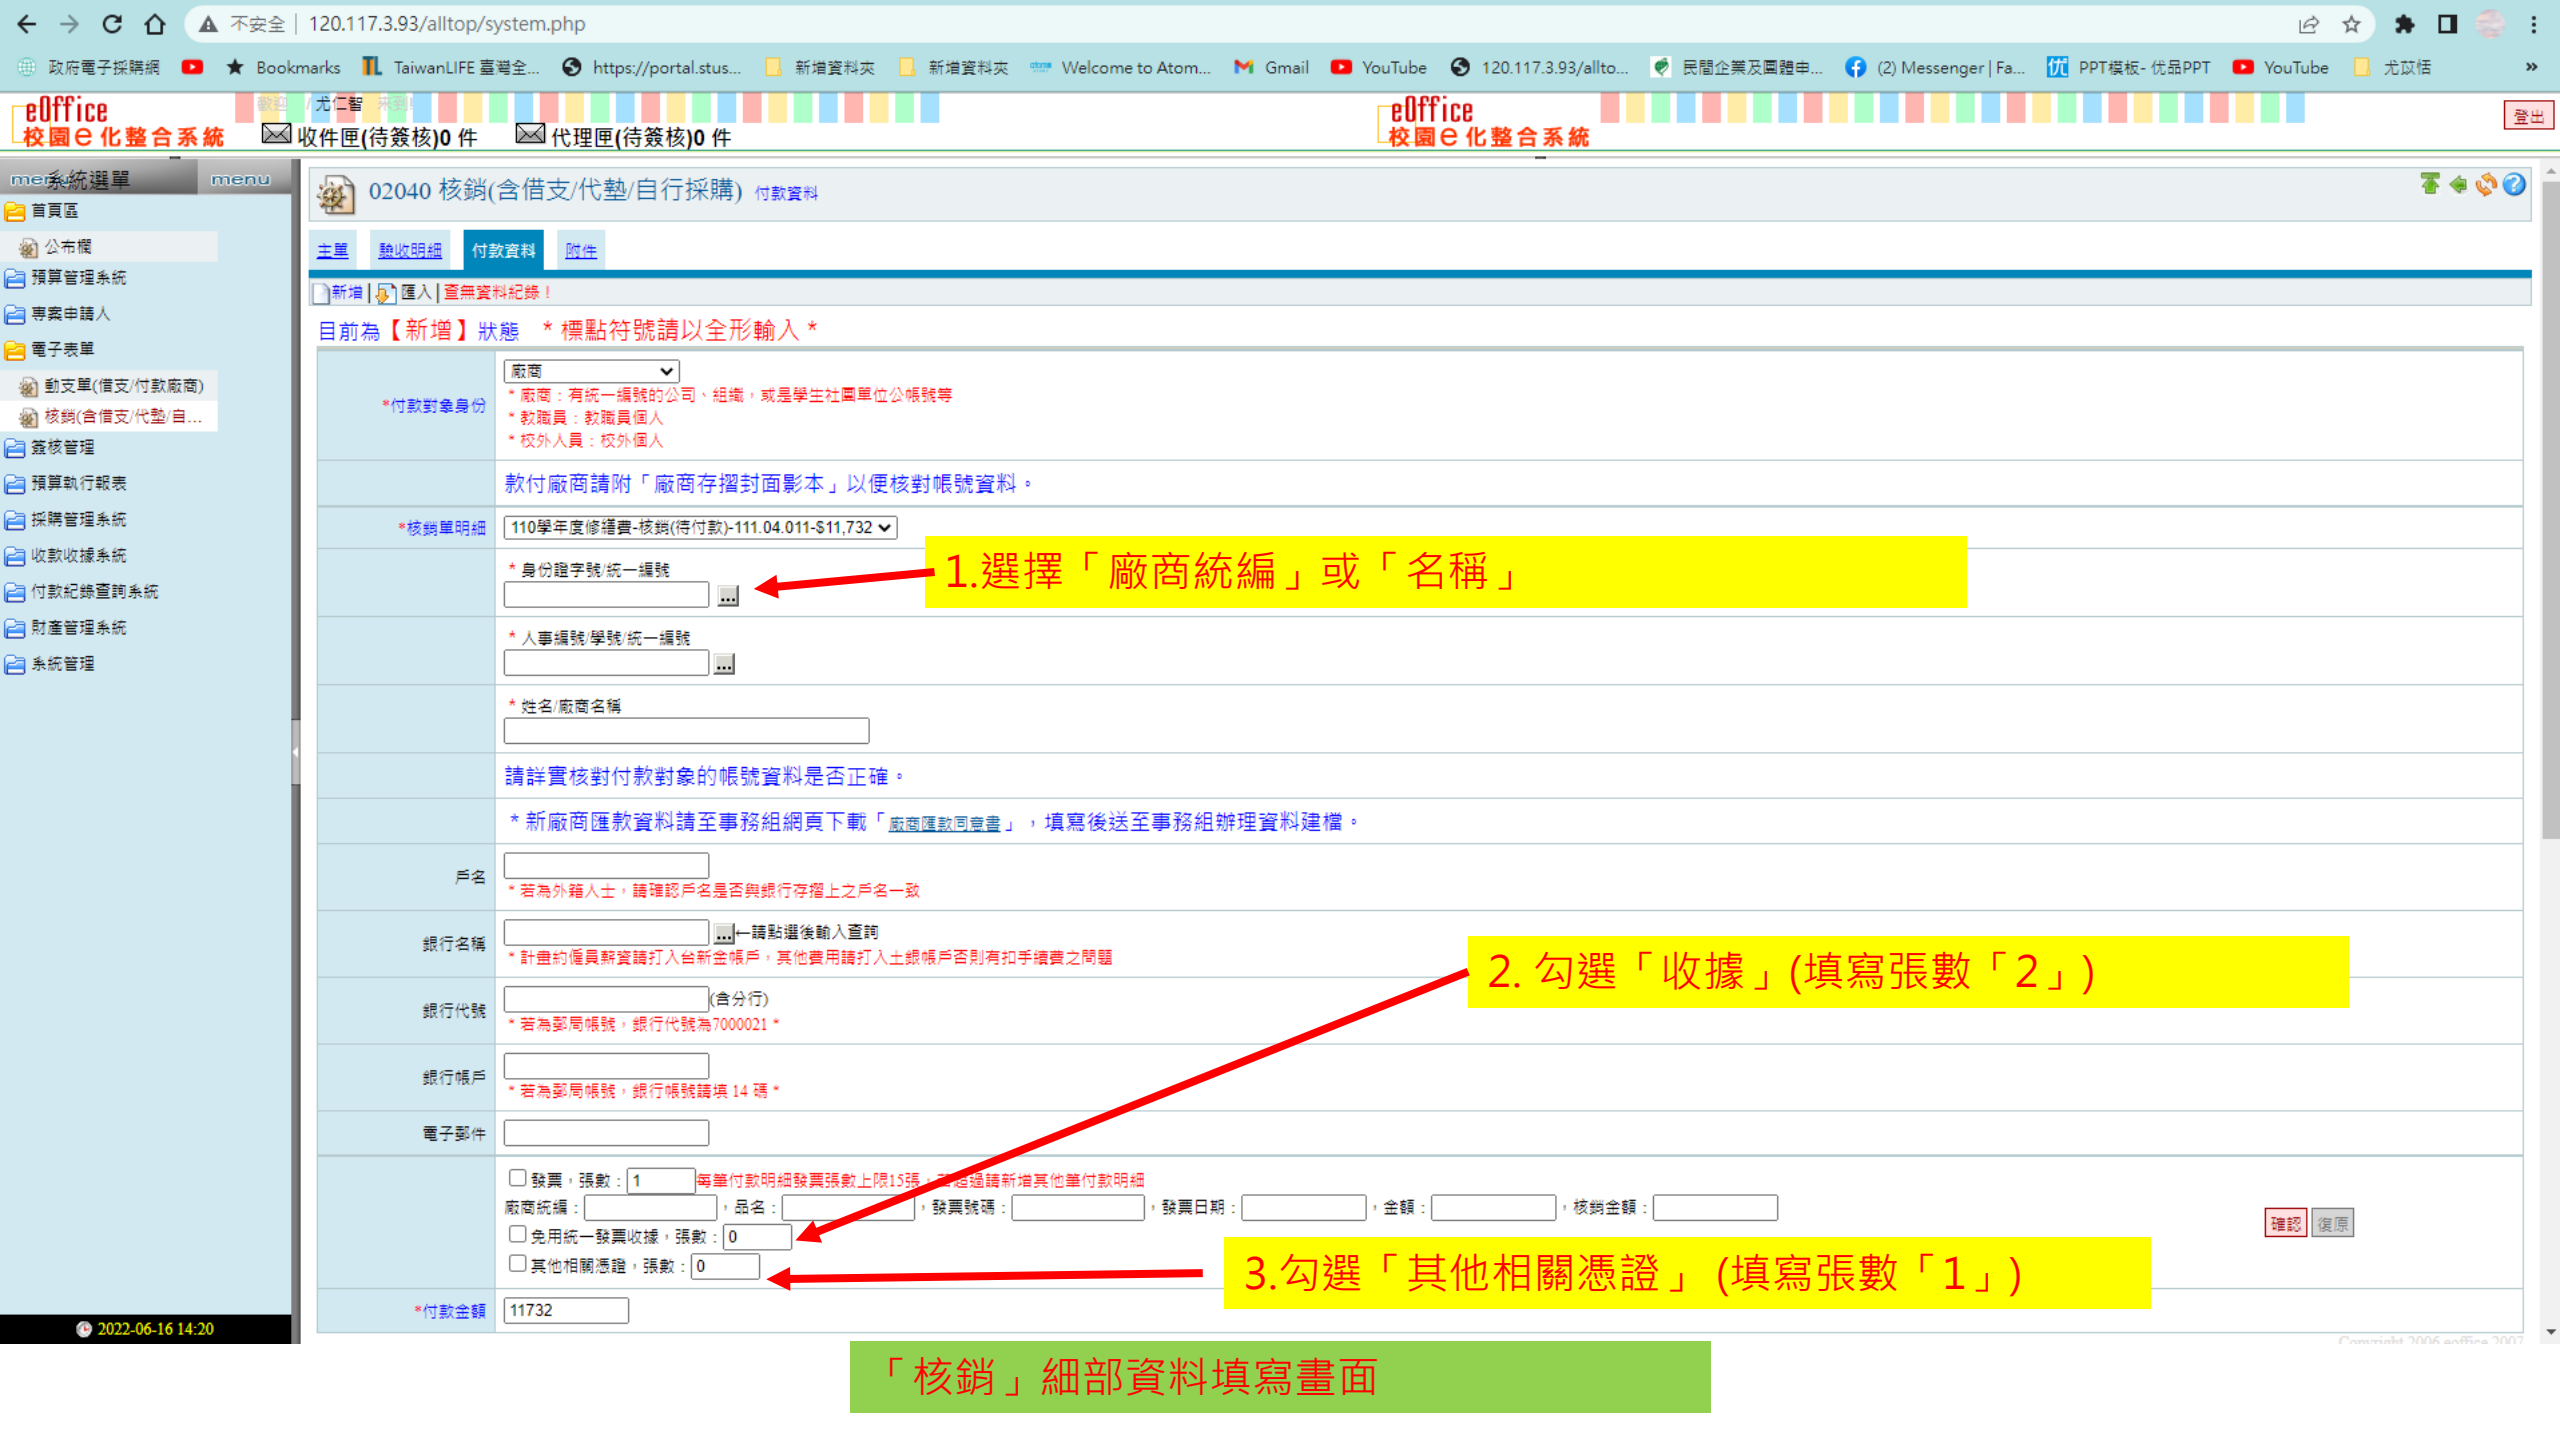 不安全 | 120.117.3.93/alltop/system.php
政府電子採購網 Bookmarks TaiwanLIFE 臺灣全... https://portal.stus... 新增資料夾 新增資料夾 Welcome to Atom... Gmail YouTube 120.117.3.93/allto... 民間企業及團體申... (2) Messenger | Fa... PPT模板- 优品PPT YouTube 尤苡恬 »
eOffice
校園e化整合系統
歡迎 / 尤仁智 來到!
收件匣(待簽核)0 件 代理匣(待簽核)0 件
eOffice
校園e化整合系統
登出
系統選單 menu
首頁區
公布欄
預算管理系統
專案申請人
電子表單
動支單(借支/付款廠商)
核銷(含借支/代墊/自...
簽核管理
預算執行報表
採購管理系統
收款收據系統
付款紀錄查詢系統
財產管理系統
系統管理
2022-06-16 14:20
02040 核銷(含借支/代墊/自行採購) 付款資料
主單 驗收明細 付款資料 附件
新增 | 匯入 | 查無資料紀錄！
目前為【新增】狀態 *標點符號請以全形輸入*
*付款對象身份
廠商
* 廠商：有統一編號的公司、組織，或是學生社團單位公帳號等
* 教職員：教職員個人
* 校外人員：校外個人
款付廠商請附「廠商存摺封面影本」以便核對帳號資料。
*核銷單明細 110學年度修繕費-核銷(待付款)-111.04.011-$11,732
* 身份證字號/統一編號
...
1.選擇「廠商統編」或「名稱」
* 人事編號/學號/統一編號
...
* 姓名/廠商名稱
請詳實核對付款對象的帳號資料是否正確。
* 新廠商匯款資料請至事務組網頁下載「廠商匯款同意書」，填寫後送至事務組辦理資料建檔。
戶名
* 若為外籍人士，請確認戶名是否與銀行存摺上之戶名一致
銀行名稱 ...←請點選後輸入查詢
* 計畫約僱員薪資請打入台新金帳戶，其他費用請打入土銀帳戶否則有扣手續費之問題
2. 勾選「收據」(填寫張數「2」)
銀行代號 (含分行)
* 若為郵局帳號，銀行代號為7000021 *
銀行帳戶
* 若為郵局帳號，銀行帳號請填 14 碼 *
電子郵件
發票，張數：1 每筆付款明細發票張數上限15張，若超過請新增其他筆付款明細
廠商統編： ，品名： ，發票號碼： ，發票日期： ，金額： ，核銷金額：
免用統一發票收據，張數：0
其他相關憑證，張數：0
確認 復原
3.勾選「其他相關憑證」 (填寫張數「1」)
*付款金額 11732
Copyright 2006 eoffice 2007
「核銷」細部資料填寫畫面